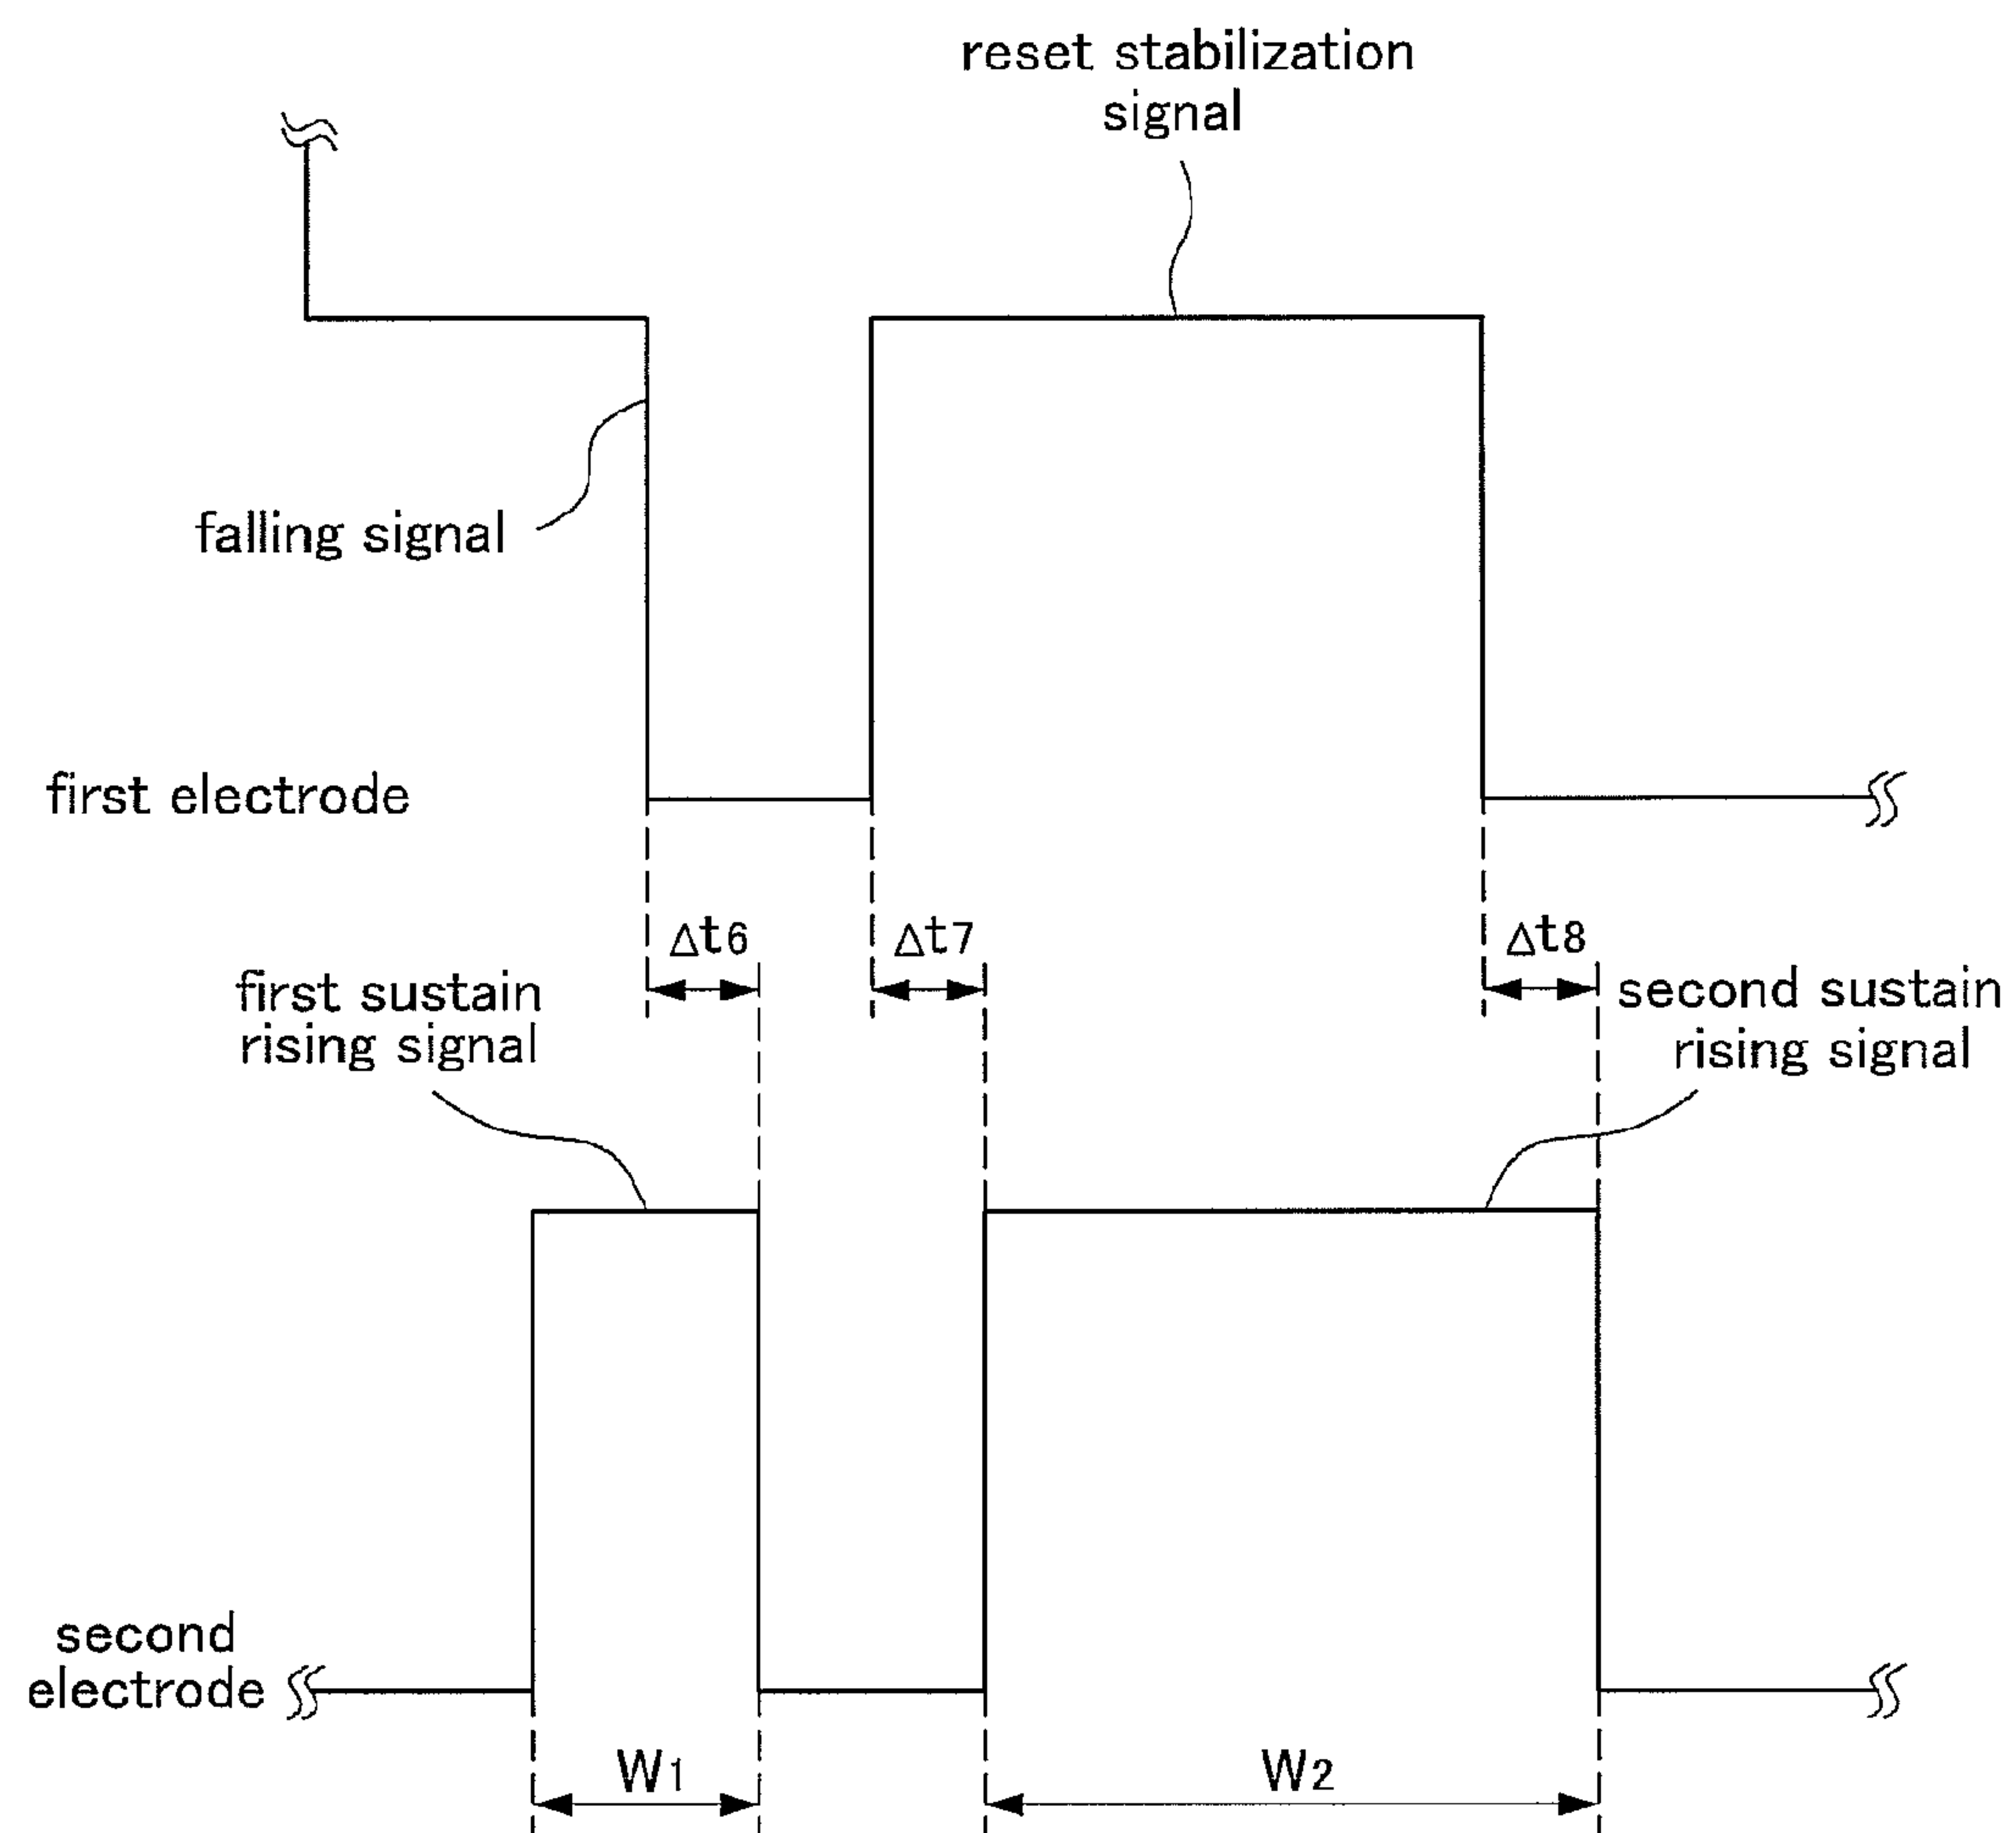 reset stabilization
signal
falling signal
first electrode
Δt6
Δt7
Δt8
first sustain
rising signal
second sustain
rising signal
second
electrode
W1
W2